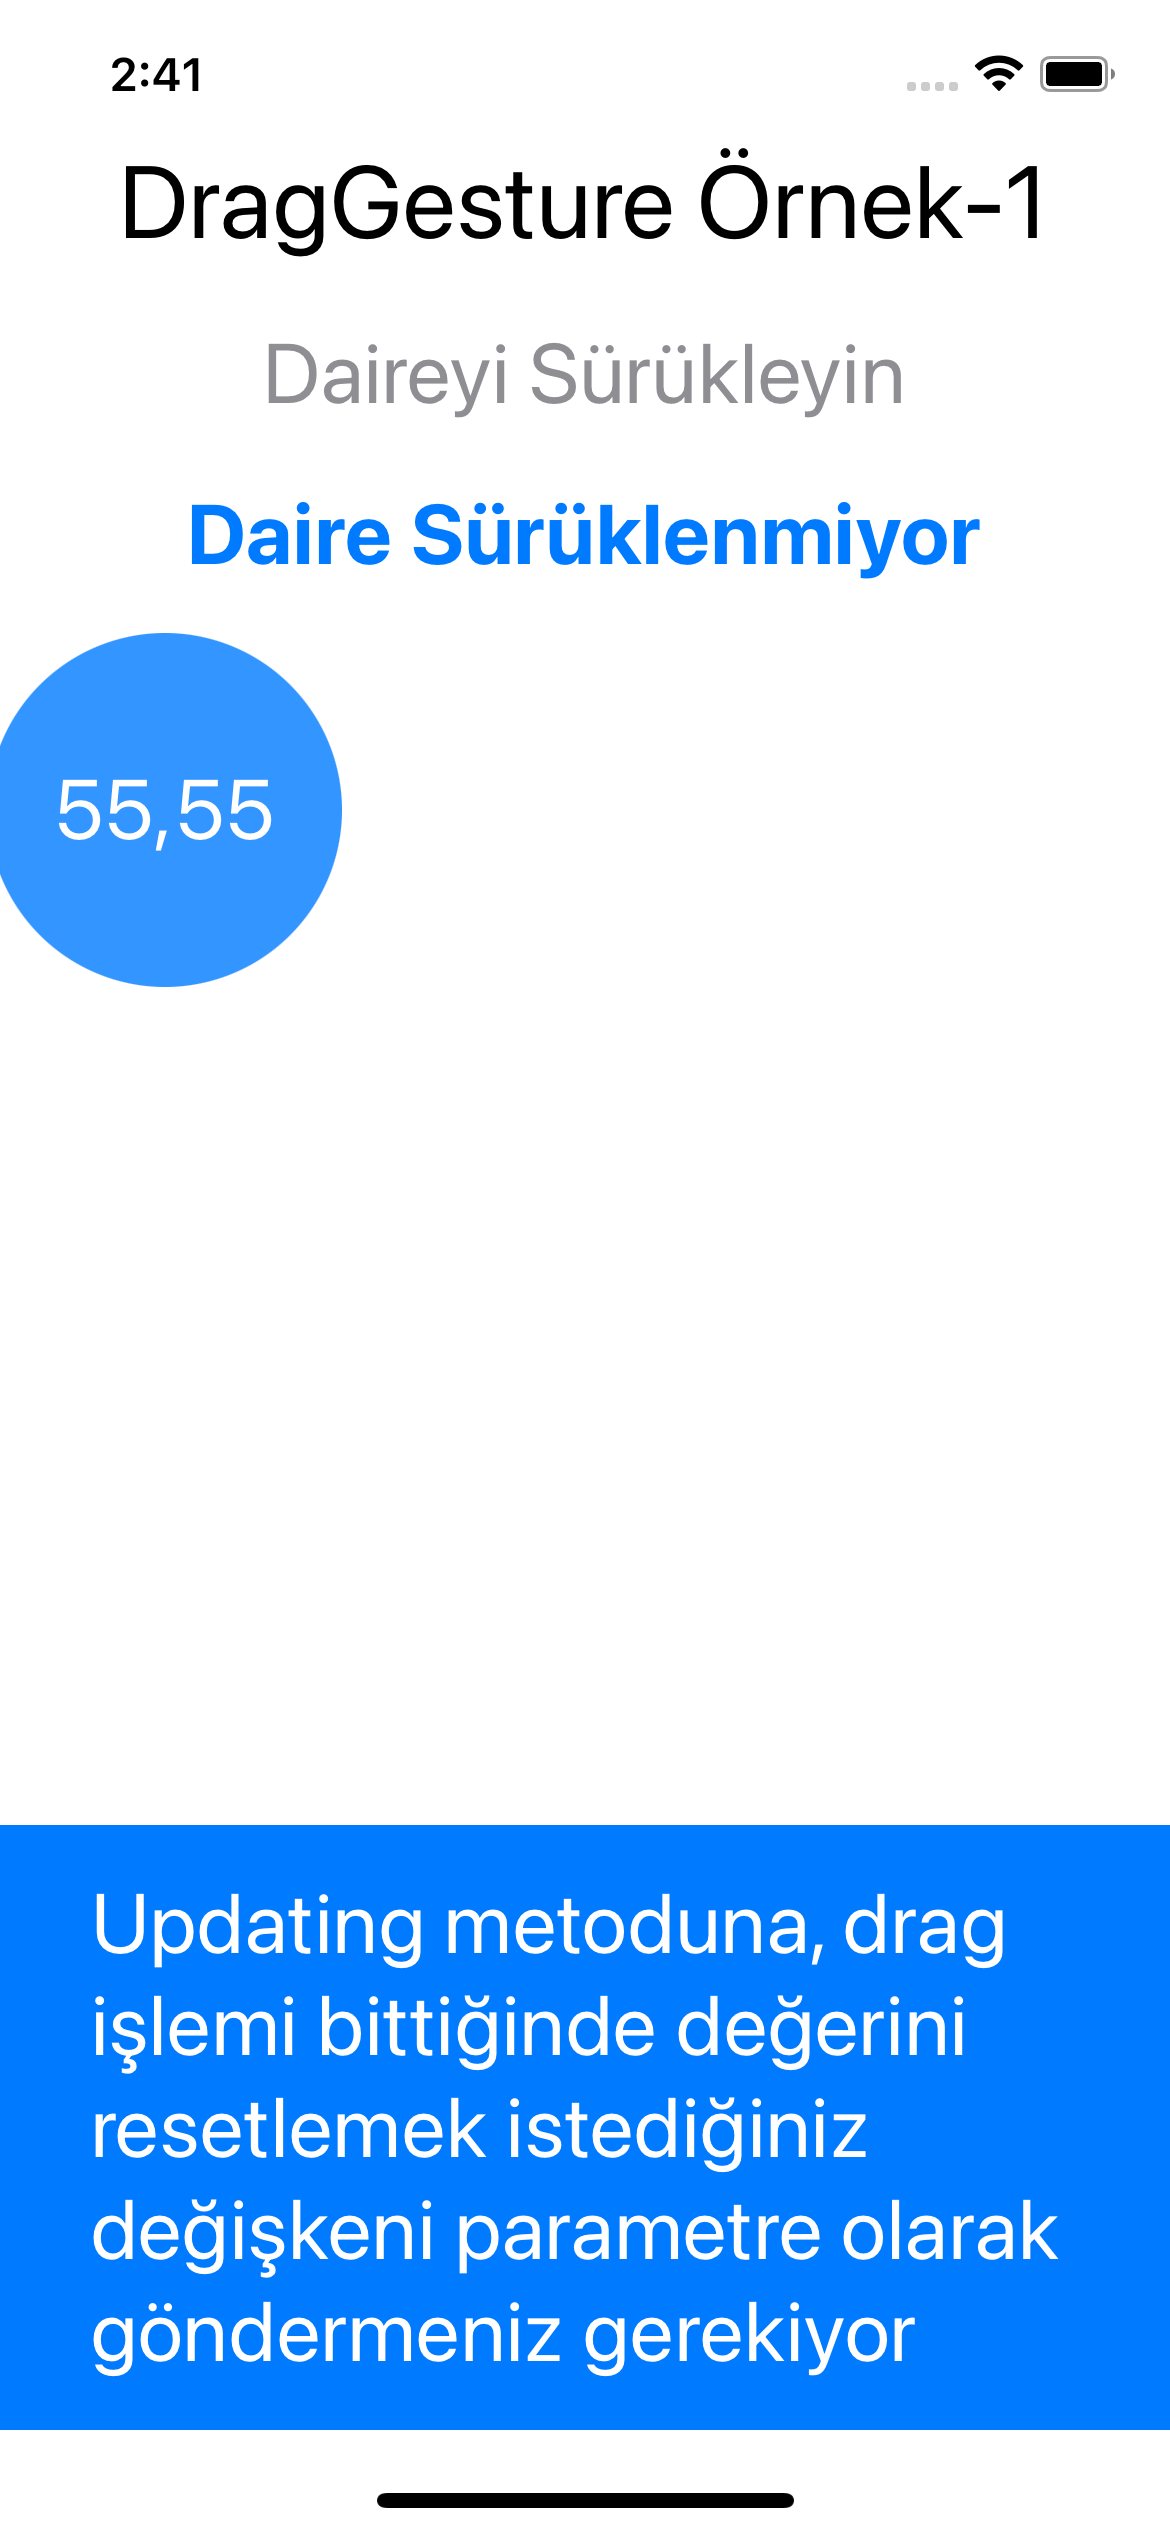 2:41
DragGesture Örnek-1
Daireyi Sürükleyin
Daire Sürüklenmiyor
55,55
Updating metoduna, drag
işlemi bittiğinde değerini
resetlemek istediğiniz
değişkeni parametre olarak
göndermeniz gerekiyor